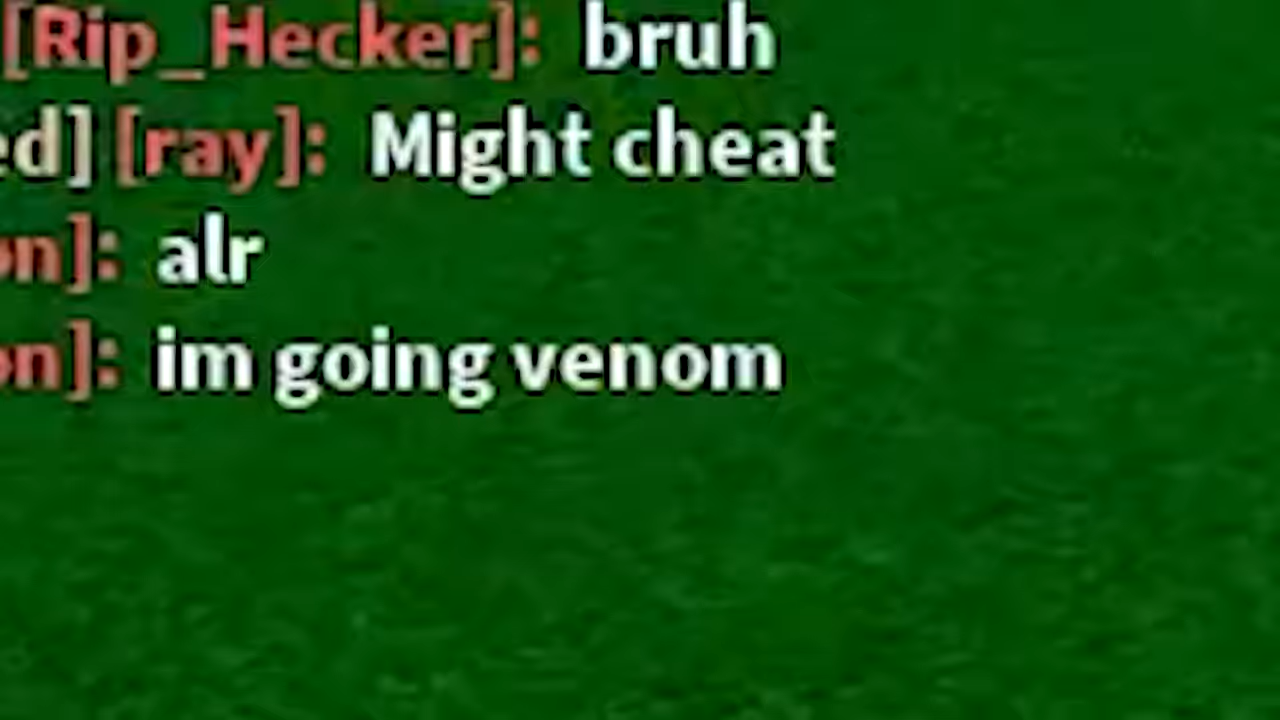 [Rip_Hecker]: bruh
ed] [ray]: Might cheat
on]: alr
on]: im going venom